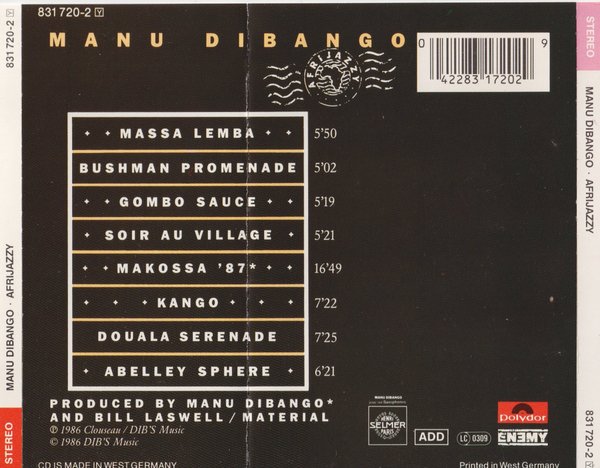 831 720-2 Y
MANU DIBANGO
AFRIJAZZY
0 42283 17202 9
MASSA LEMBA 5'50
BUSHMAN PROMENADE 5'02
GOMBO SAUCE 5'19
SOIR AU VILLAGE 5'21
MAKOSSA '87* 16'49
KANGO 7'22
DOUALA SERENADE 7'25
ABELLEY SPHERE 6'21
PRODUCED BY MANU DIBANGO*
AND BILL LASWELL / MATERIAL
℗ 1986 Clouseau / DIB'S Music
© 1986 DIB'S Music
MANU DIBANGO
HENRI
SELMER
PARIS
ADD
LC 0309
Polydor
ENEMY
CD IS MADE IN WEST GERMANY
Printed in West Germany
STEREO
MANU DIBANGO · AFRIJAZZY
831 720-2 Y
STEREO
MANU DIBANGO · AFRIJAZZY
831 720-2